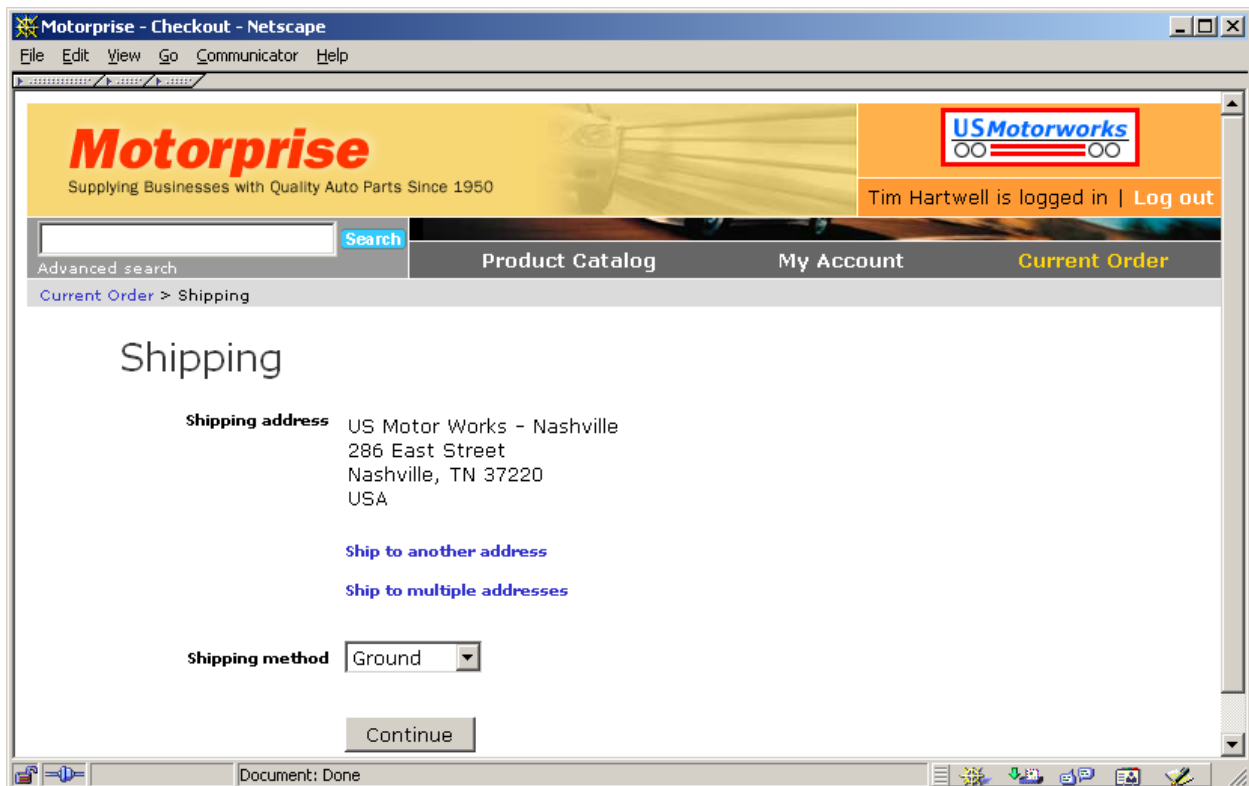 Motorprise - Checkout - Netscape
File Edit View Go Communicator Help
Motorprise
Supplying Businesses with Quality Auto Parts Since 1950
USMotorworks
Tim Hartwell is logged in | Log out
Search
Advanced search
Product Catalog My Account Current Order
Current Order > Shipping
Shipping
Shipping address
US Motor Works - Nashville
286 East Street
Nashville, TN 37220
USA
Ship to another address
Ship to multiple addresses
Shipping method Ground
Continue
Document: Done